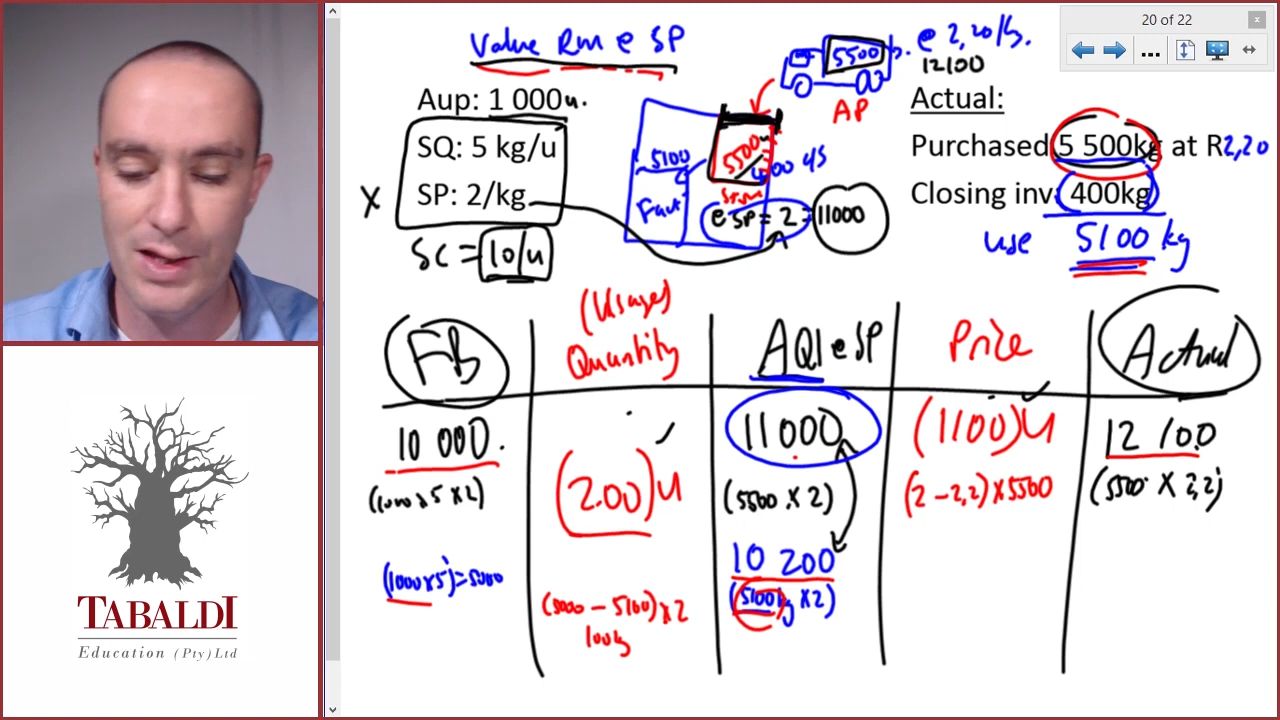 20 of 22
Value Rm @ SP
5500
@ 2,20/kg.
12100
AP
Aup: 1 000u.
SQ: 5 kg/u
SP: 2/kg
X
SC = 10/u
5100
5500
400 c/s
@ SP = 2 = 11000
Actual:
Purchased 5 500kg at R2,20
Closing inv. 400kg
use 5100 kg
FB
(Usage)
Quantity
AQI @ SP
Price
Actual
10 000.
(1000 x 5 x 2)
(1000 x 5) = 5000
(200) U
(5000 - 5100) x 2
100kg
11 000
(5500 x 2)
10 200
(5100kg x 2)
(1100) U
(2 - 2,2) x 5500
12 100
(5500 x 2,2)
TABALDI
Education (Pty) Ltd